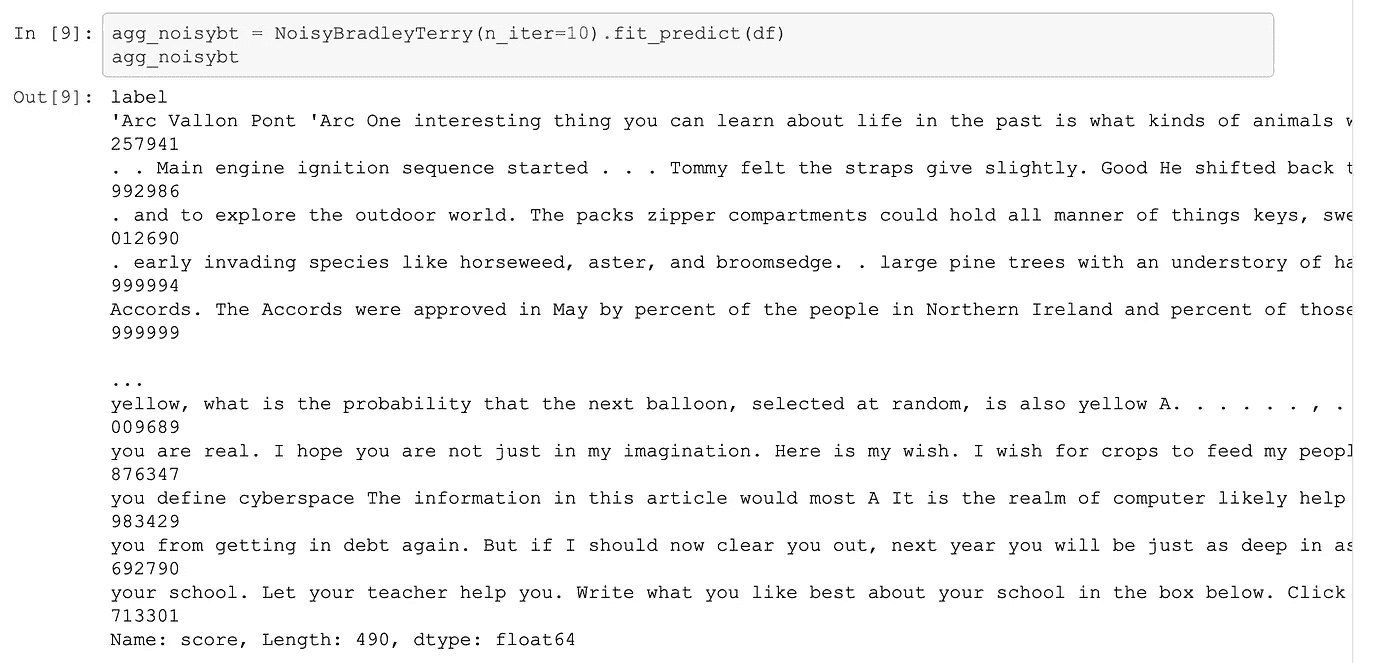 In [9]: agg_noisybt = NoisyBradleyTerry(n_iter=10).fit_predict(df)
agg_noisybt
Out[9]: label
'Arc Vallon Pont 'Arc One interesting thing you can learn about life in the past is what kinds of animals
257941
. . Main engine ignition sequence started . . . Tommy felt the straps give slightly. Good He shifted back
992986
. and to explore the outdoor world. The packs zipper compartments could hold all manner of things keys, swe
012690
. early invading species like horseweed, aster, and broomsedge. . large pine trees with an understory of ha
999994
Accords. The Accords were approved in May by percent of the people in Northern Ireland and percent of those
999999
...
yellow, what is the probability that the next balloon, selected at random, is also yellow A. . . . . . , .
009689
you are real. I hope you are not just in my imagination. Here is my wish. I wish for crops to feed my peopl
876347
you define cyberspace The information in this article would most A It is the realm of computer likely help
983429
you from getting in debt again. But if I should now clear you out, next year you will be just as deep in as
692790
your school. Let your teacher help you. Write what you like best about your school in the box below. Click
713301
Name: score, Length: 490, dtype: float64